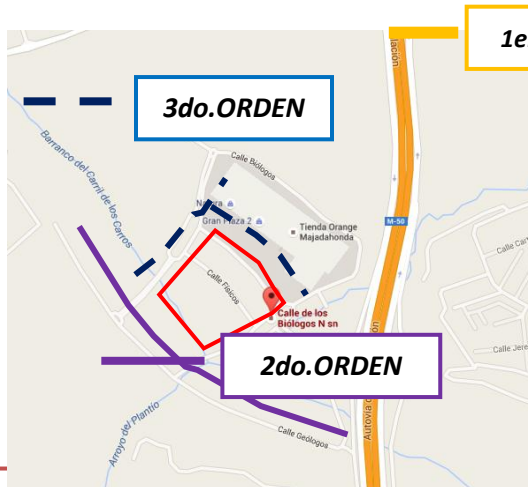 1e
3do.ORDEN
Barranco del Carril de los Carros
Calle Biólogos
Gran Plaza 2
Tienda Orange
Majadahonda
M-50
Calle Físicos
Calle de los
Biólogos N sn
2do.ORDEN
Calle Jere
Autovía
Arroyo del Plantío
Calle Geólogos